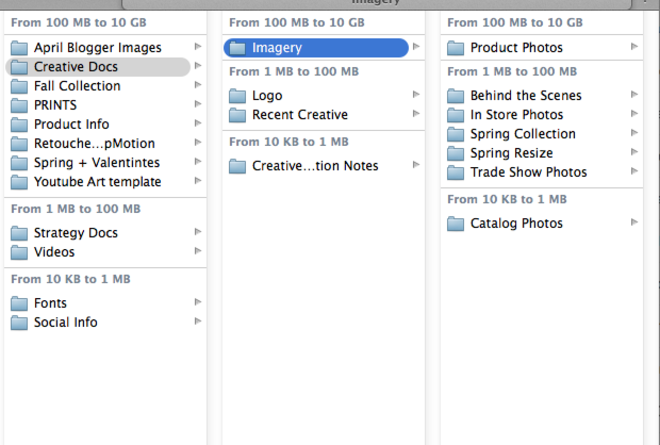 Imagery
From 100 MB to 10 GB
April Blogger Images
Creative Docs
Fall Collection
PRINTS
Product Info
Retouche...pMotion
Spring + Valentintes
Youtube Art template
From 1 MB to 100 MB
Strategy Docs
Videos
From 10 KB to 1 MB
Fonts
Social Info
From 100 MB to 10 GB
Imagery
From 1 MB to 100 MB
Logo
Recent Creative
From 10 KB to 1 MB
Creative...tion Notes
From 100 MB to 10 GB
Product Photos
From 1 MB to 100 MB
Behind the Scenes
In Store Photos
Spring Collection
Spring Resize
Trade Show Photos
From 10 KB to 1 MB
Catalog Photos